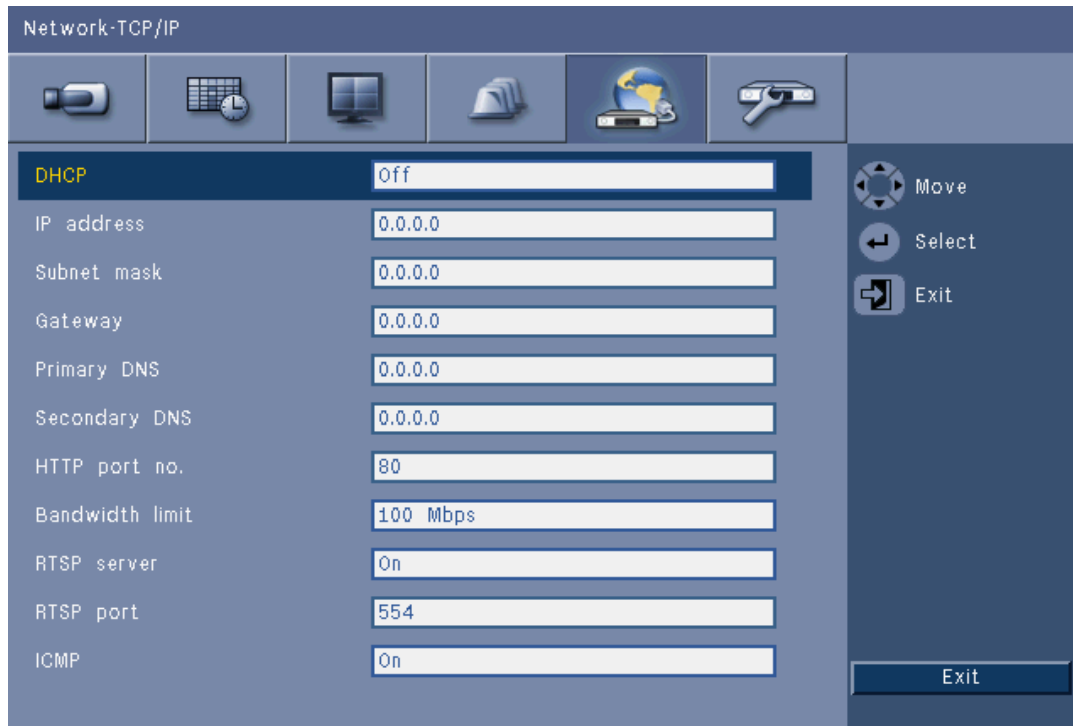 Network-TCP/IP
DHCP Off
Move
IP address 0.0.0.0
Select
Subnet mask 0.0.0.0
Exit
Gateway 0.0.0.0
Primary DNS 0.0.0.0
Secondary DNS 0.0.0.0
HTTP port no. 80
Bandwidth limit 100 Mbps
RTSP server On
RTSP port 554
ICMP On
Exit